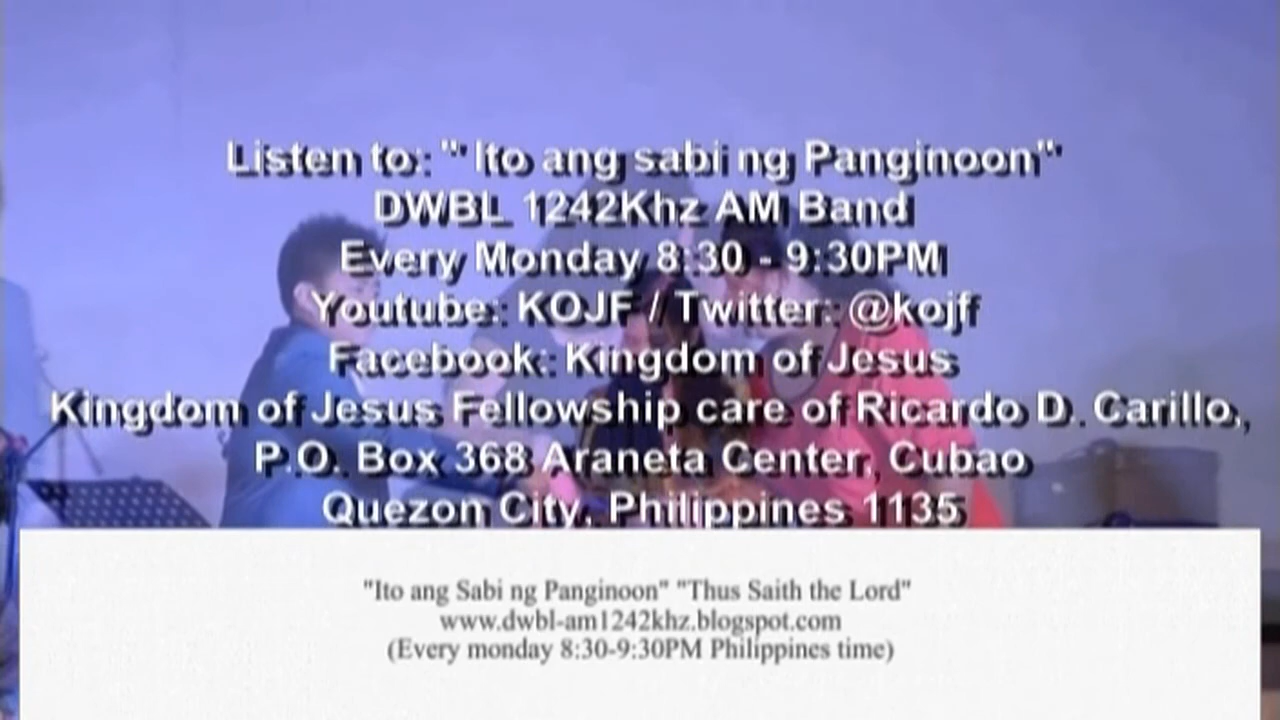 Listen to: "'Ito ang sabi ng Panginoon"'
DWBL 1242Khz AM Band
Every Monday 8:30 - 9:30PM
Youtube: KOJF / Twitter: @kojff
Facebook: Kingdom of Jesus
Kingdom of Jesus Fellowship care of Ricardo D. Carillo,
P.O. Box 368 Araneta Center, Cubao
Quezon City, Philippines 1135
"Ito ang Sabi ng Panginoon" "Thus Saith the Lord"
www.dwbl-am1242khz.blogspot.com
(Every monday 8:30-9:30PM Philippines time)